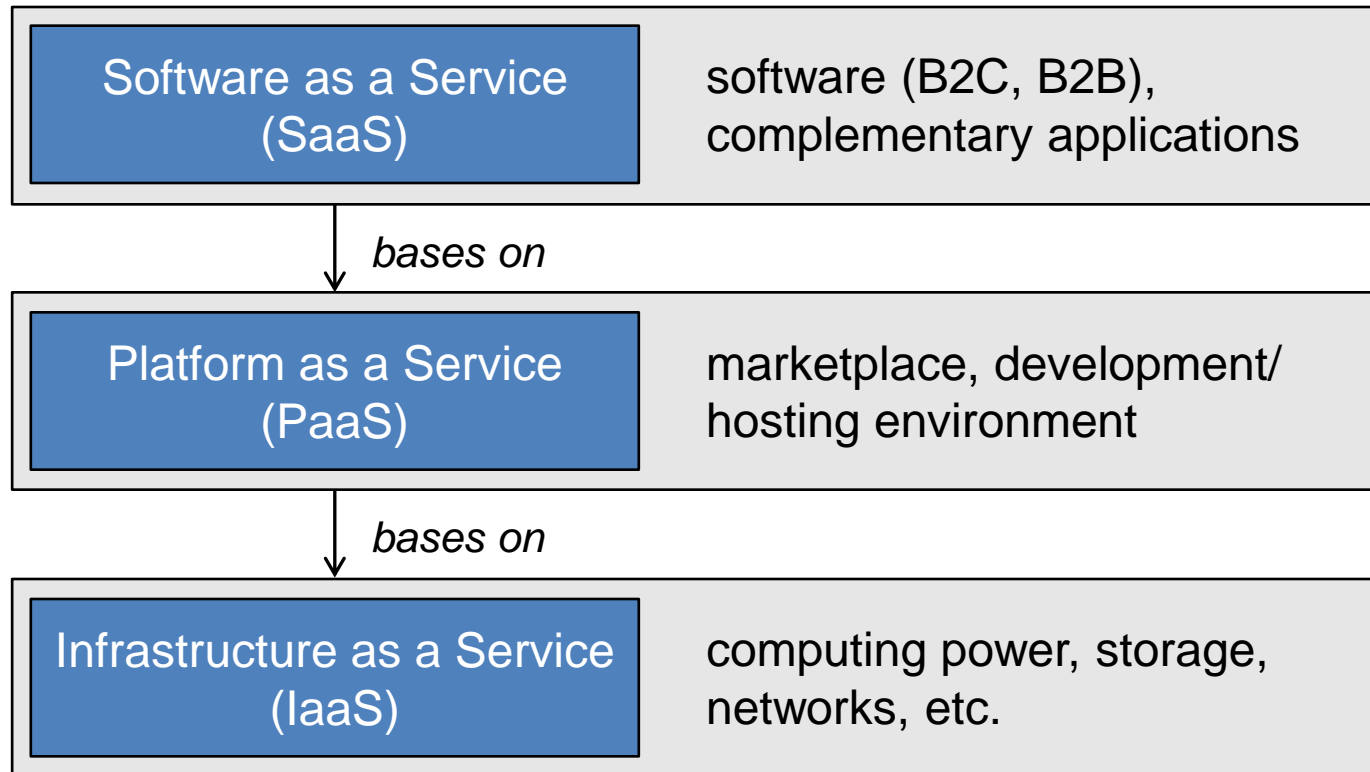 Software as a Service
(SaaS)
software (B2C, B2B),
complementary applications
bases on
Platform as a Service
(PaaS)
marketplace, development/
hosting environment
bases on
Infrastructure as a Service
(IaaS)
computing power, storage,
networks, etc.